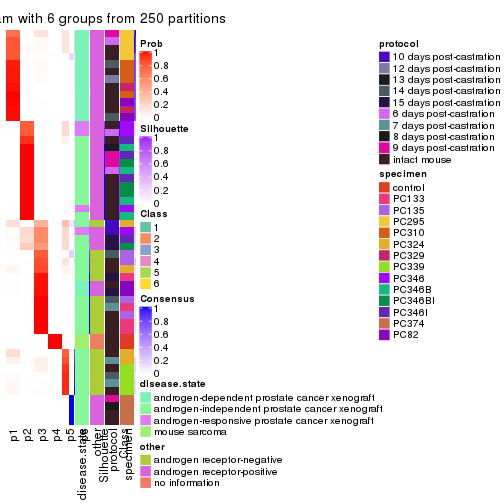 am with 6 groups from 250 partitions
Prob
1
0.8
0.6
0.4
0.2
0
Silhouette
1
0.8
0.6
0.4
0.2
0
Class
1
2
3
4
5
6
Consensus
1
0.8
0.6
0.4
0.2
0
disease.state
androgen-dependent prostate cancer xenograft
androgen-independent prostate cancer xenograft
androgen-responsive prostate cancer xenograft
mouse sarcoma
other
androgen receptor-negative
androgen receptor-positive
no information
protocol
10 days post-castration
12 days post-castration
13 days post-castration
14 days post-castration
15 days post-castration
6 days post-castration
7 days post-castration
8 days post-castration
9 days post-castration
intact mouse
specimen
control
PC133
PC135
PC295
PC310
PC324
PC329
PC339
PC346
PC346B
PC346BI
PC346I
PC374
PC82
p1
p2
p3
p4
p5
disease.state
other
Silhouette
protocol
Class
specimen